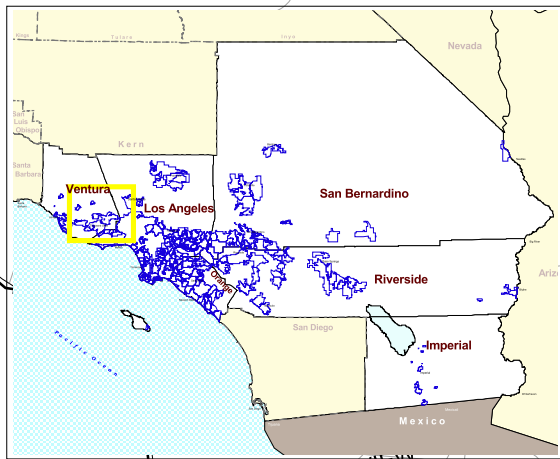 Kings
Tulare
Inyo
Nevada
San
Luis
Obispo
Kern
Santa
Barbara
Ventura
Los Angeles
San Bernardino
Orange
Riverside
Ariz
San Diego
Imperial
Pacific Ocean
Mexico